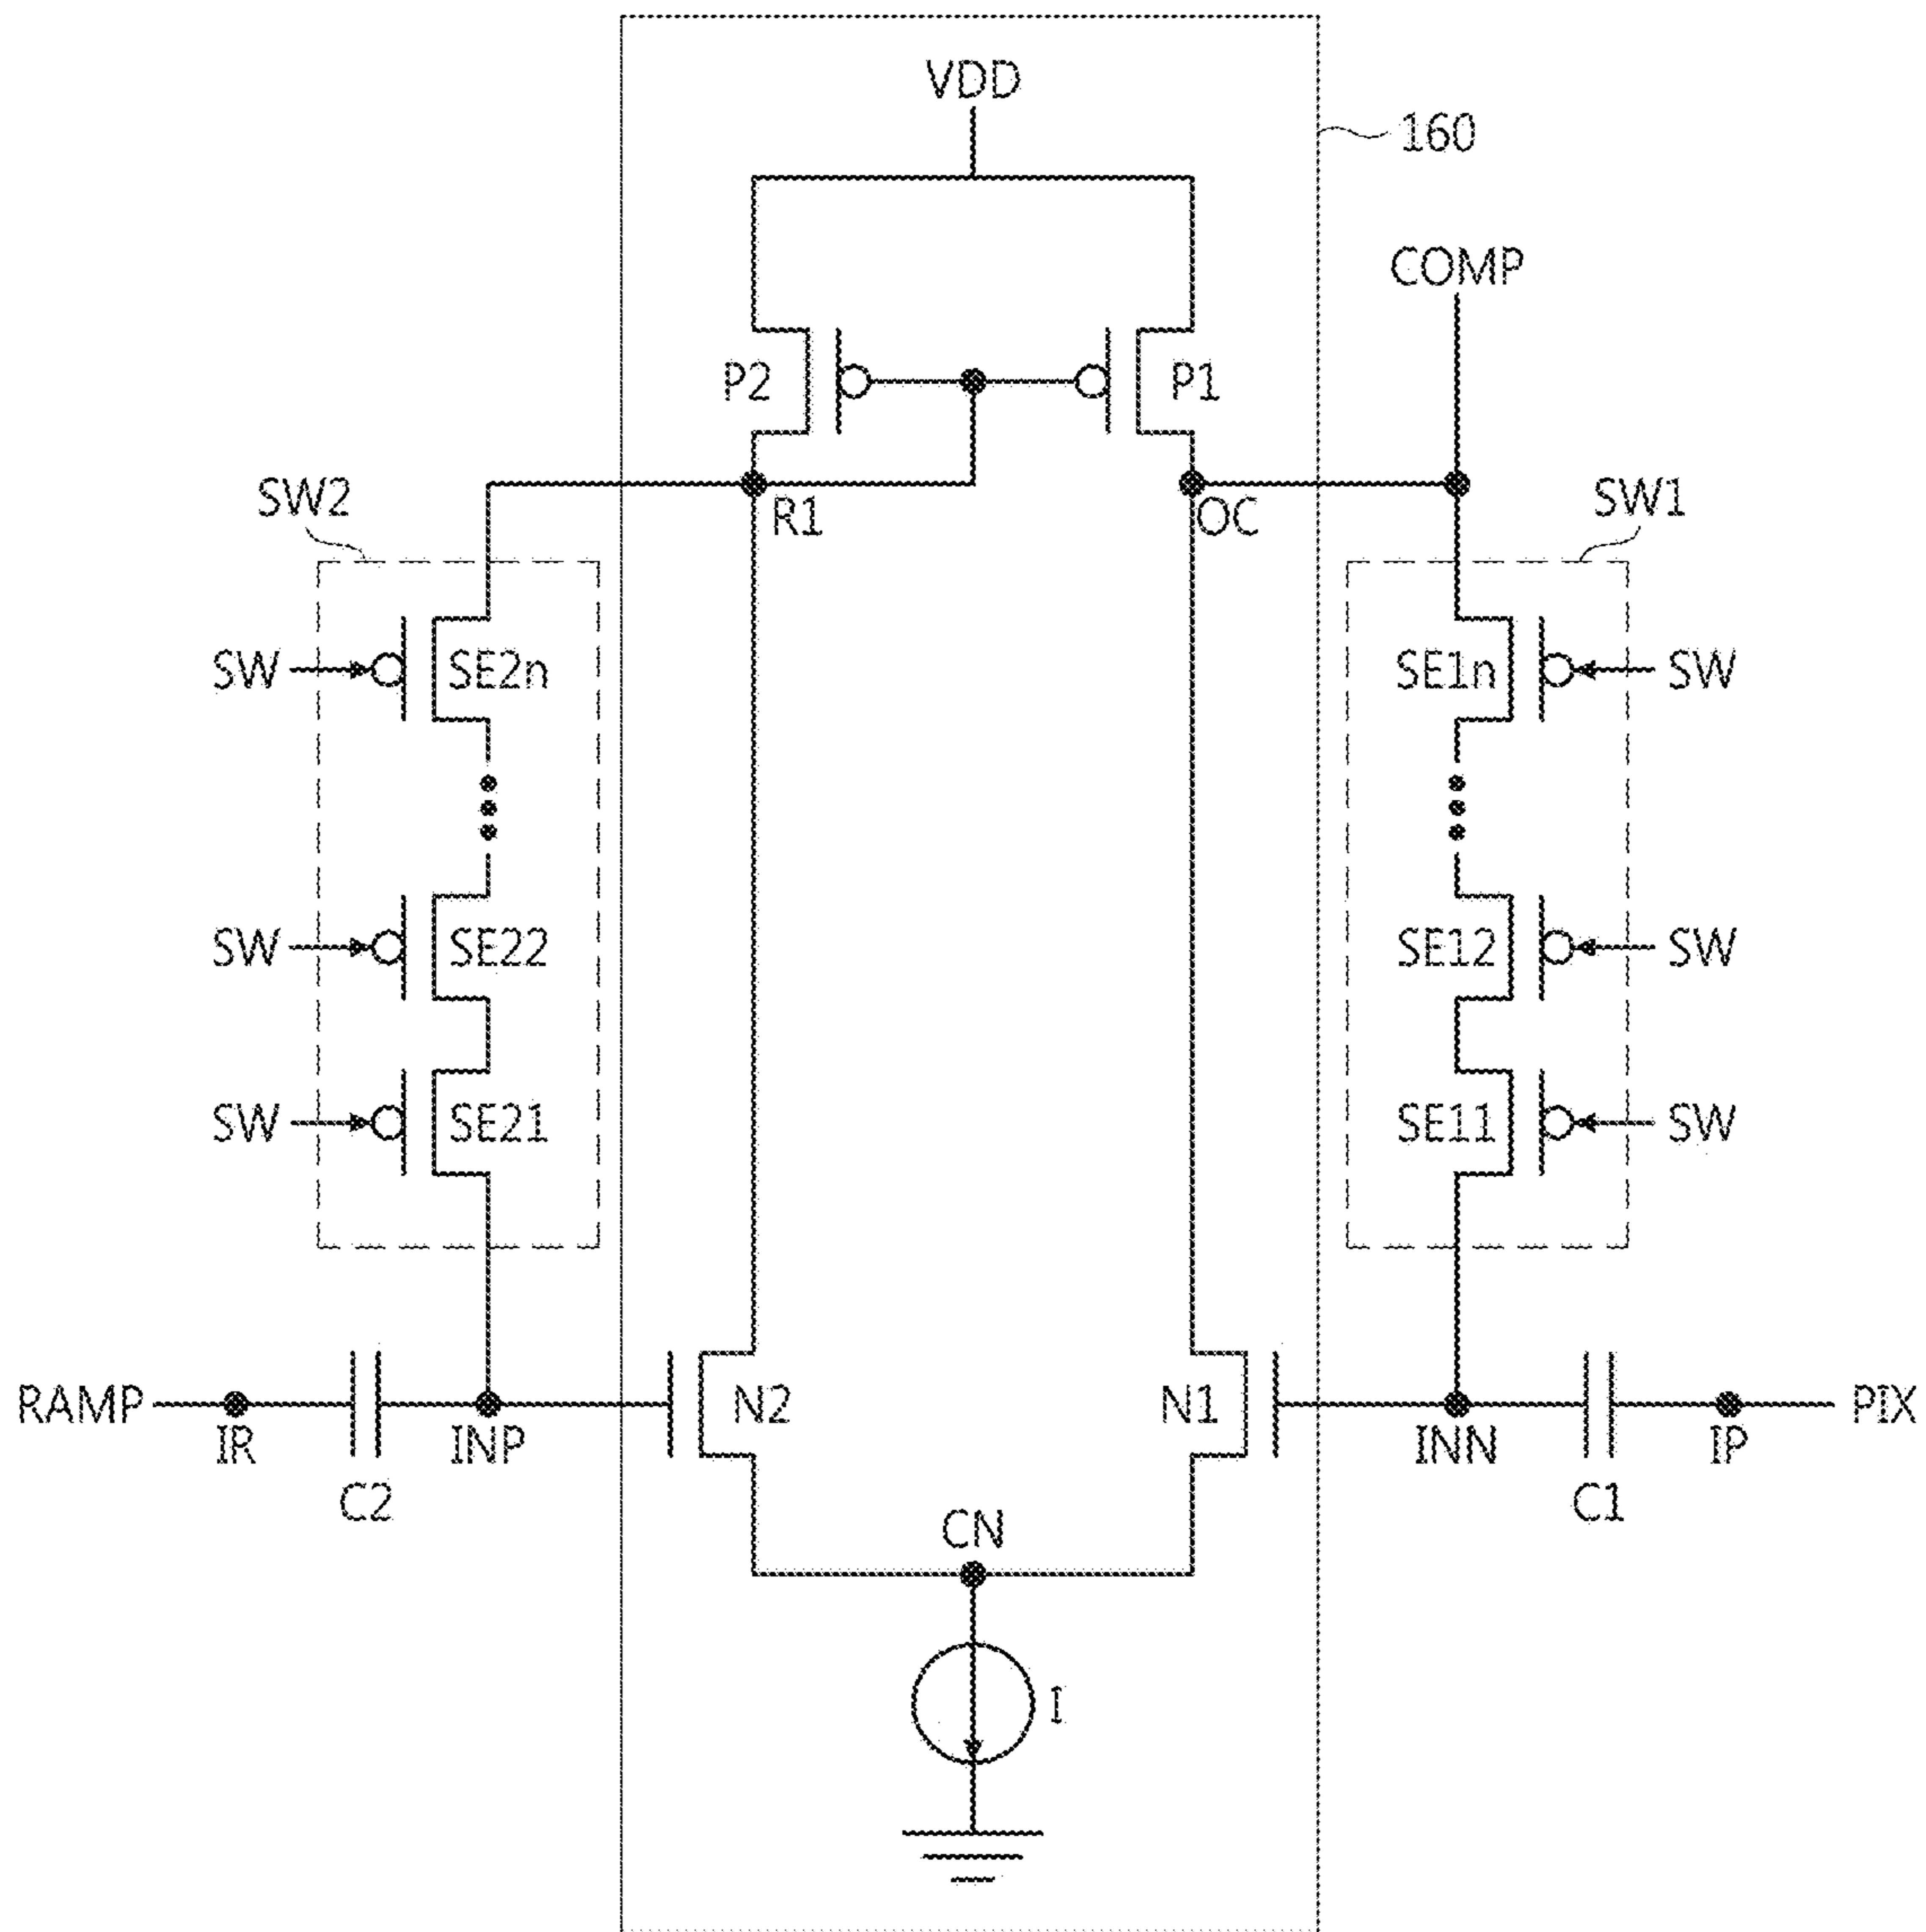 VDD
160
COMP
P2
P1
SW2
R1
OC
SW1
SW
SE2n
SE1n
SW
SW
SE22
SE12
SW
SW
SE21
SE11
SW
RAMP
IR
INP
N2
N1
INN
IP
PIX
C2
C1
CN
I